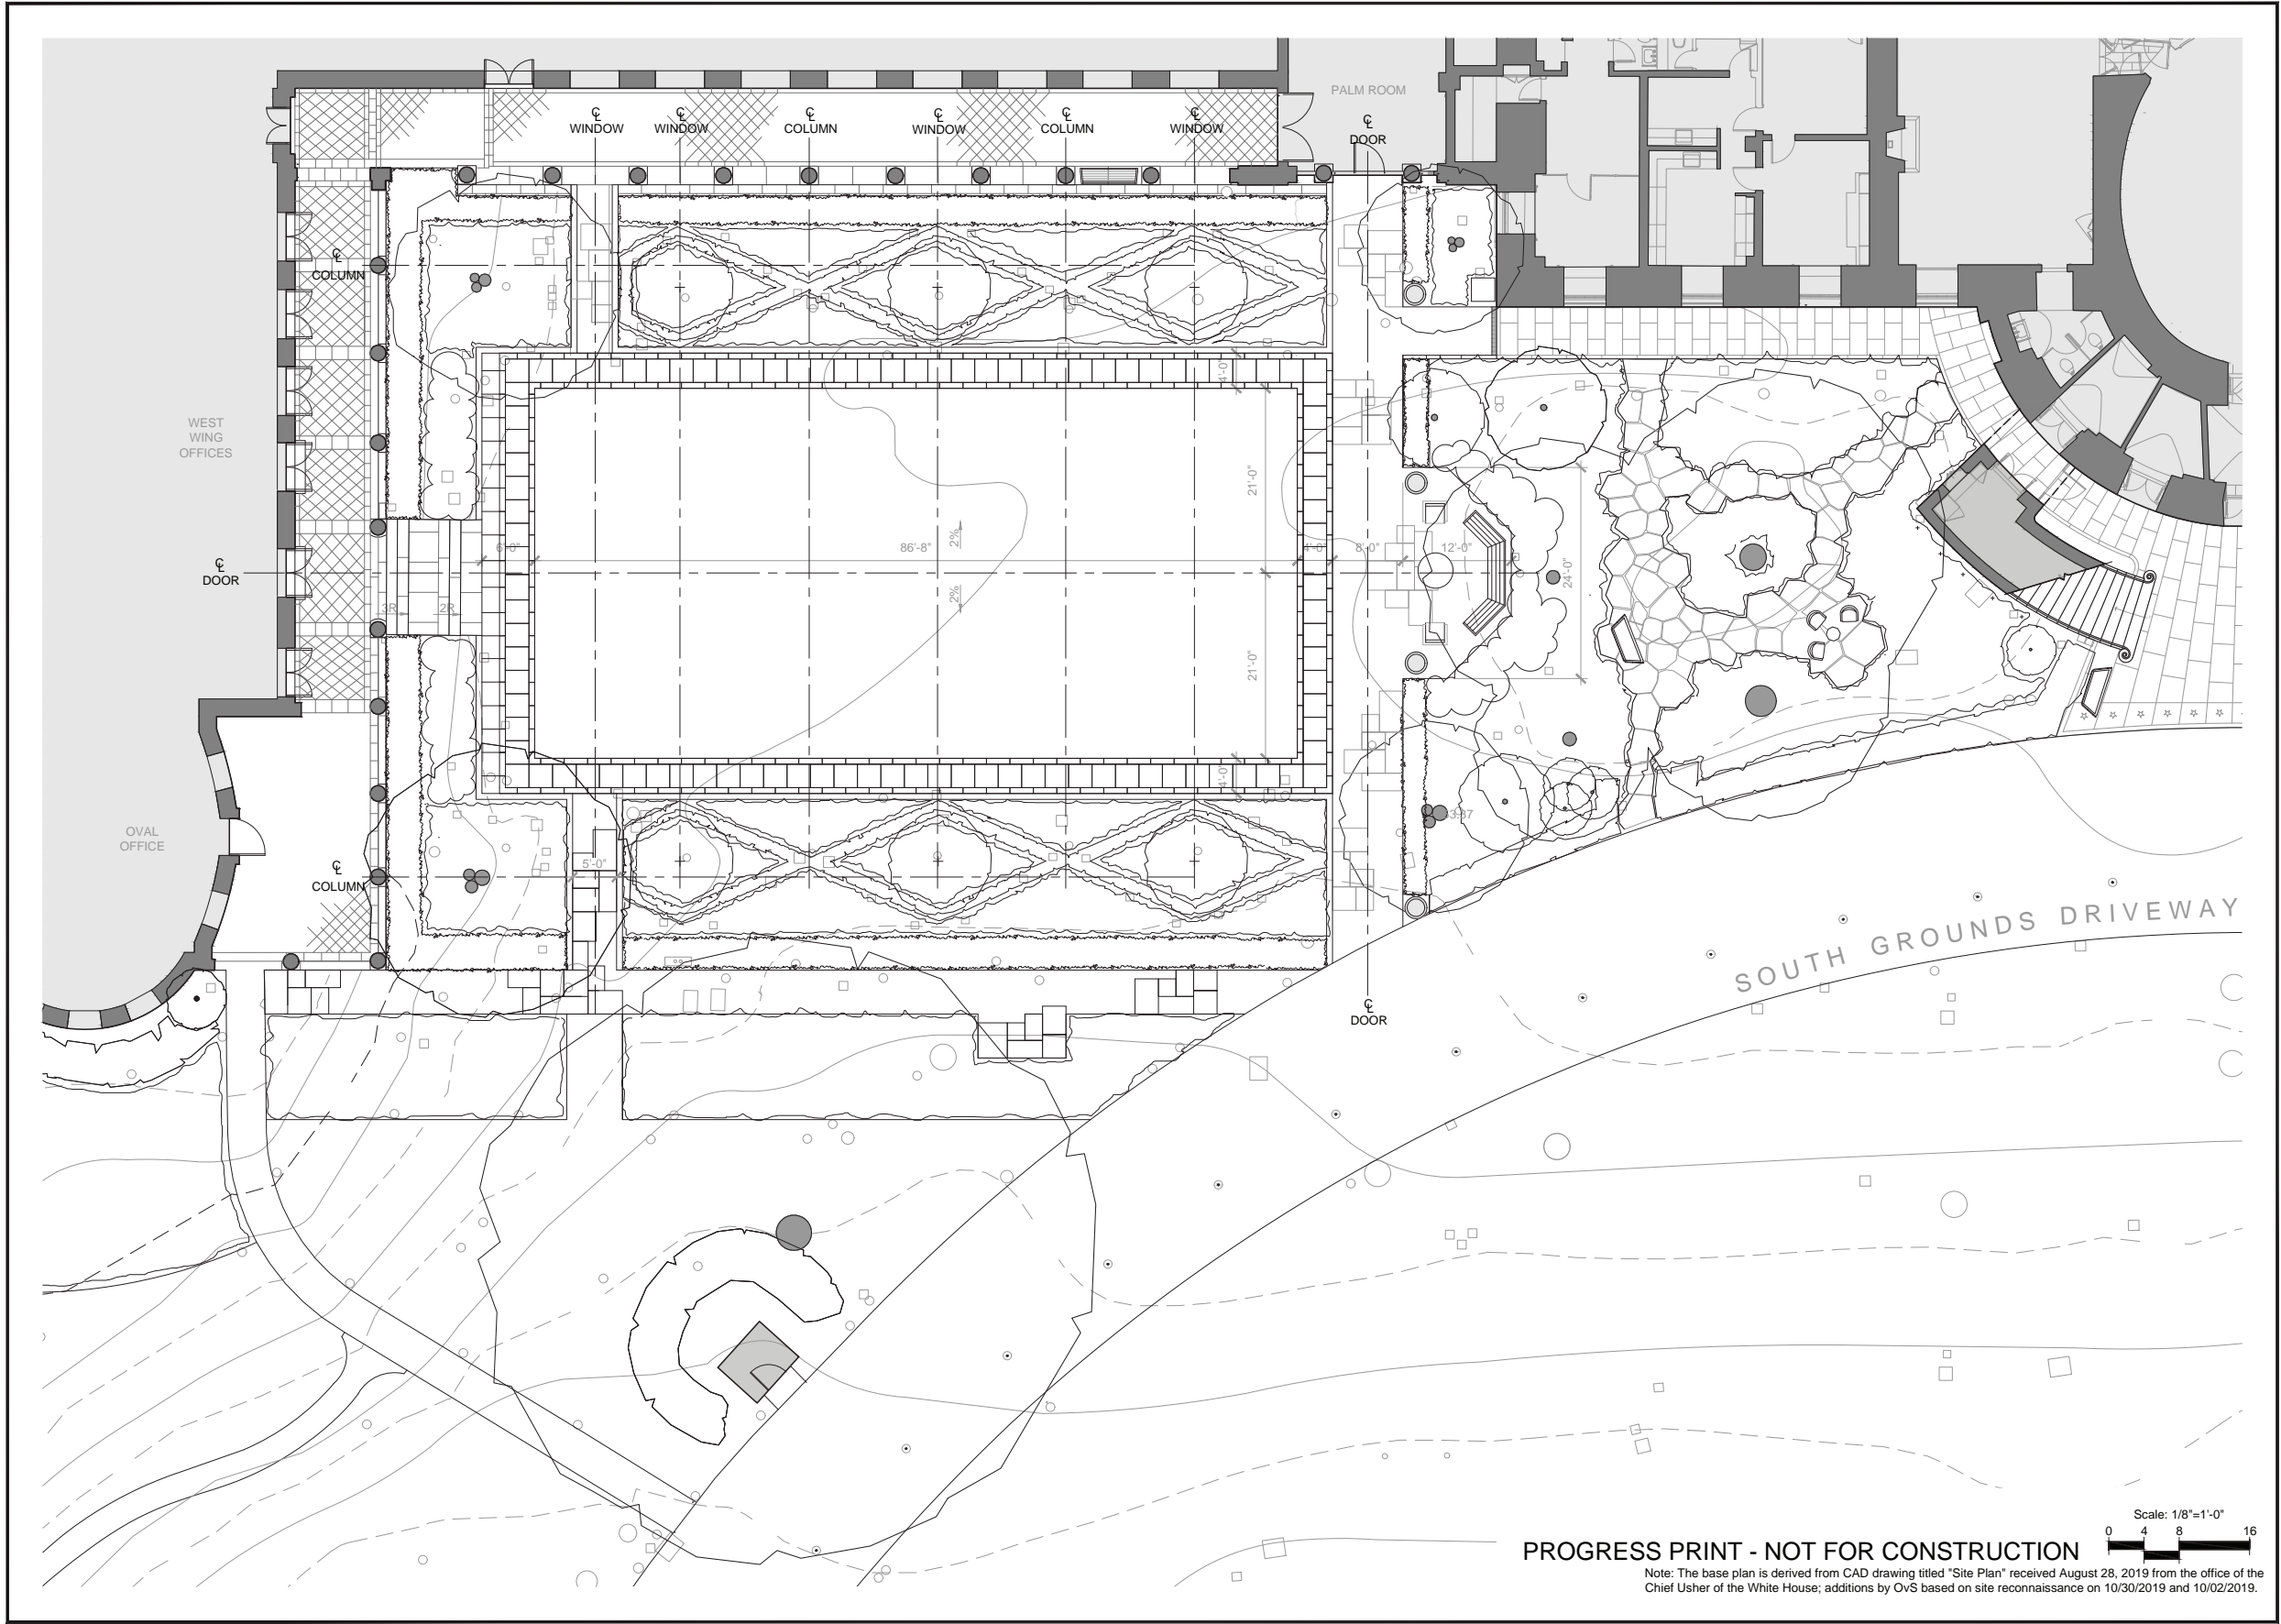 PALM ROOM
℄
WINDOW
℄
WINDOW
℄
COLUMN
℄
WINDOW
℄
COLUMN
℄
WINDOW
℄
DOOR
℄
COLUMN
4'-0"
WEST
WING
OFFICES
21'-0"
6'-0"
86'-8"
2%
4'-0"
8'-0"
12'-0"
24'-0"
℄
DOOR
2%
3R
2R
21'-0"
4'-0"
OVAL
OFFICE
5'-0"
℄
COLUMN
SOUTH GROUNDS DRIVEWAY
℄
DOOR
Scale: 1/8"=1'-0"
0 4 8 16
PROGRESS PRINT - NOT FOR CONSTRUCTION
Note: The base plan is derived from CAD drawing titled "Site Plan" received August 28, 2019 from the office of the
Chief Usher of the White House; additions by OvS based on site reconnaissance on 10/30/2019 and 10/02/2019.